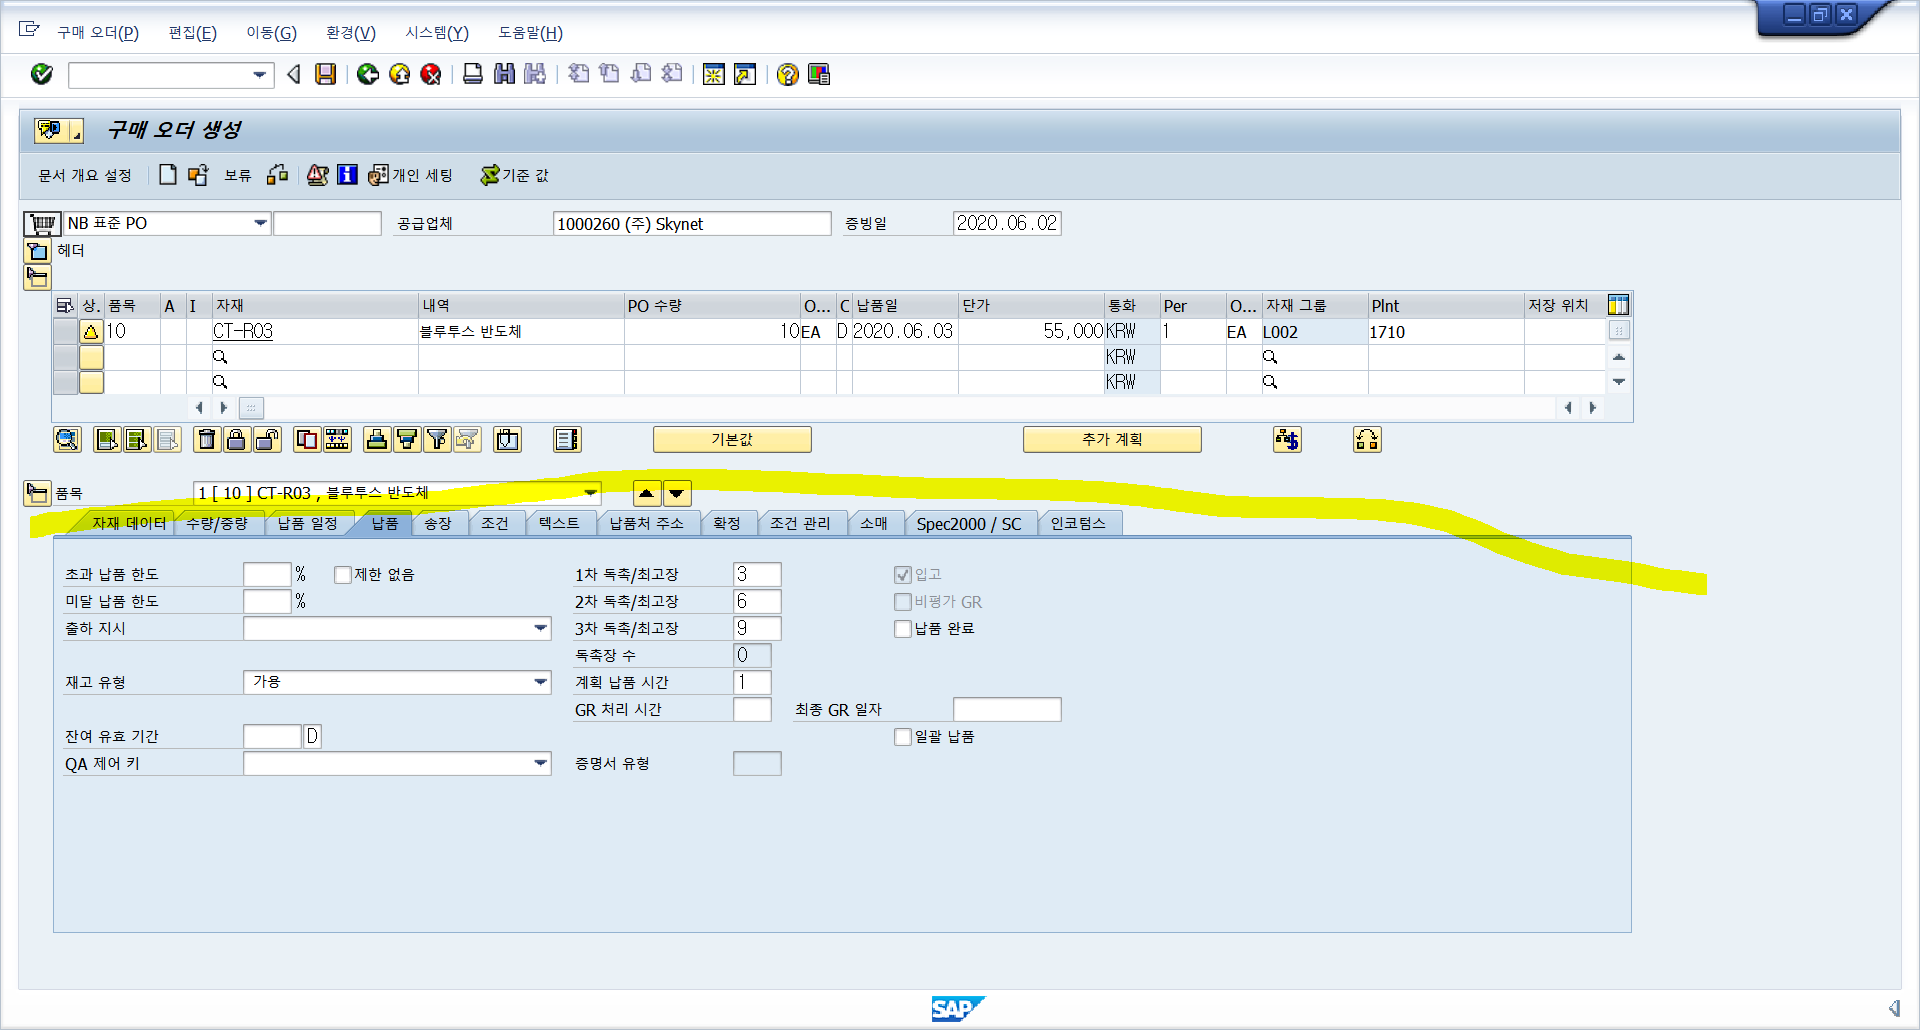 구매 오더(P) 편집(E) 이동(G) 환경(V) 시스템(Y) 도움말(H)
구매 오더 생성
문서 개요 설정 보류 개인 세팅 기준 값
NB 표준 PO 공급업체 1000260 (주) Skynet 증빙일 2020.06.02
헤더
상. 품목 A I 자재 내역 PO 수량 O... C 납품일 단가 통화 Per O... 자재 그룹 Plnt 저장 위치
10 CT-R03 블루투스 반도체 10 EA D 2020.06.03 55,000 KRW 1 EA L002 1710
KRW
KRW
기본값 추가 계획
품목 1 [ 10 ] CT-R03 , 블루투스 반도체
자재 데이터 수량/중량 납품 일정 납품 송장 조건 텍스트 납품처 주소 확정 조건 관리 소매 Spec2000 / SC 인코텀스
초과 납품 한도 % 제한 없음 1차 독촉/최고장 3 입고
미달 납품 한도 % 2차 독촉/최고장 6 비평가 GR
출하 지시 3차 독촉/최고장 9 납품 완료
독촉장 수 0
재고 유형 가용 계획 납품 시간 1
GR 처리 시간 최종 GR 일자
잔여 유효 기간 D 일괄 납품
QA 제어 키 증명서 유형
SAP